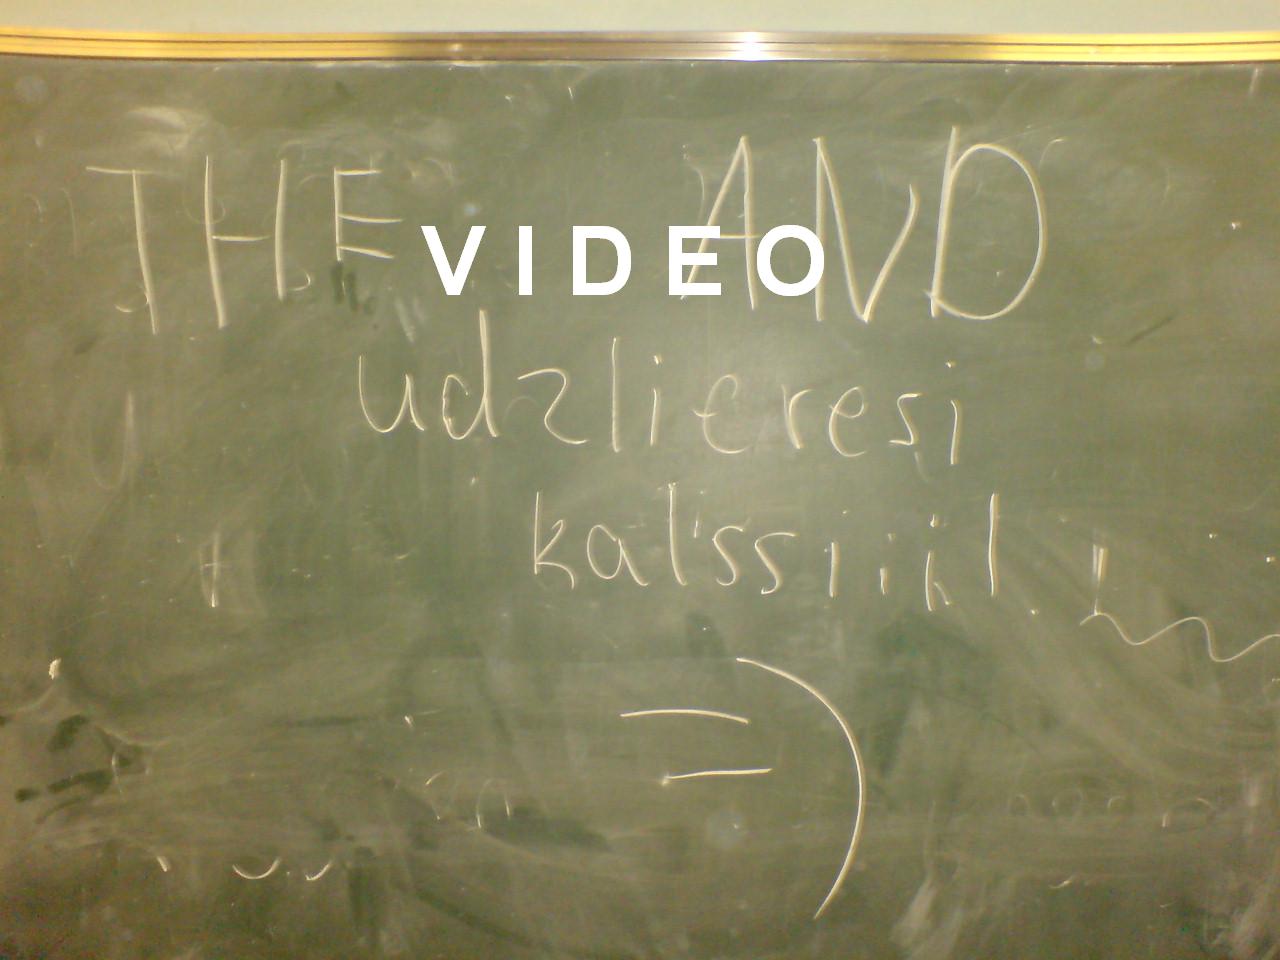 THE AND
VIDEO
udzlieresi
kalssiiil
=)